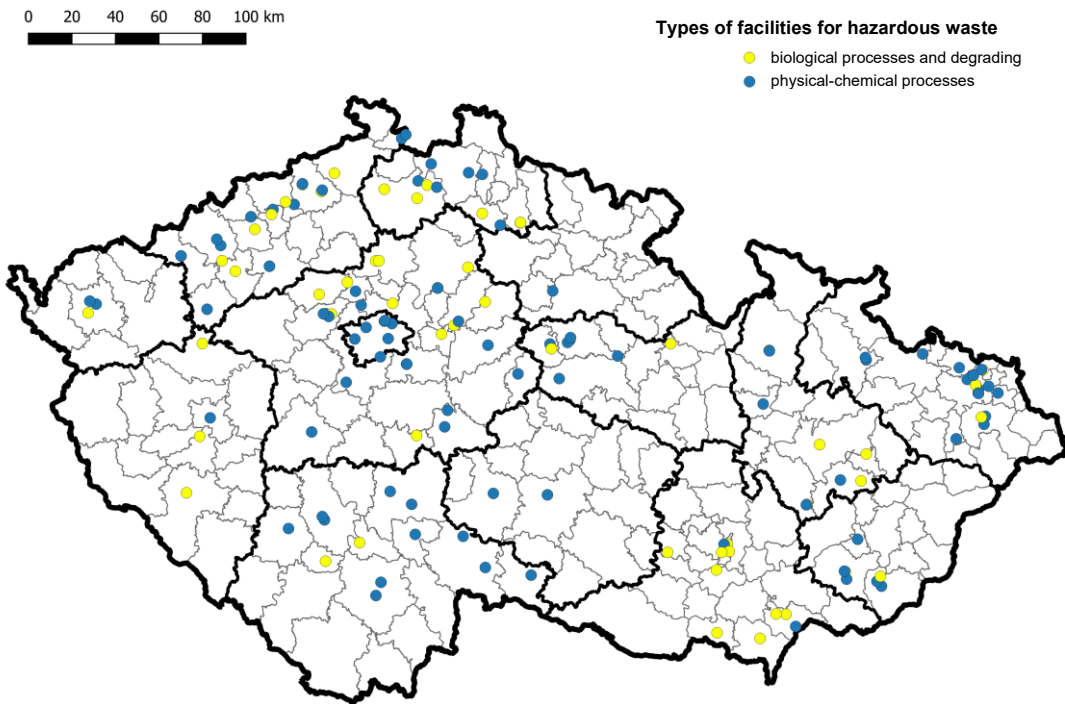 0 20 40 60 80 100 km
Types of facilities for hazardous waste
biological processes and degrading
physical-chemical processes